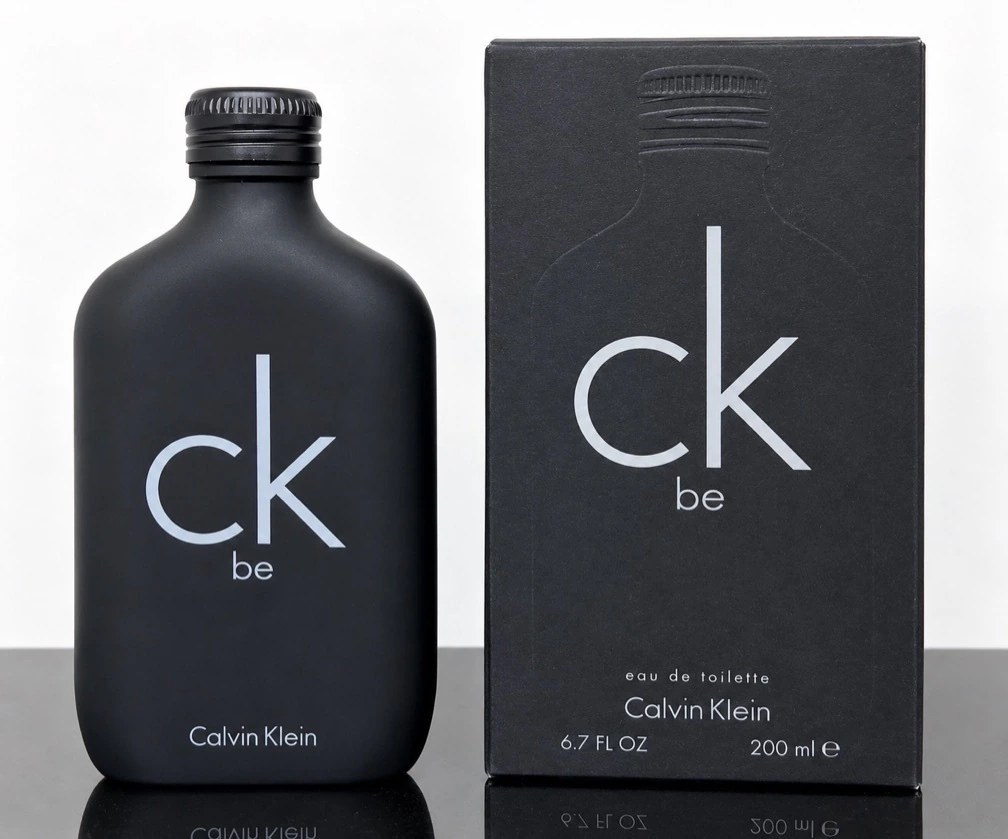 ck
be
Calvin Klein
ck
be
eau de toilette
Calvin Klein
6.7 FL OZ 200 ml ℮